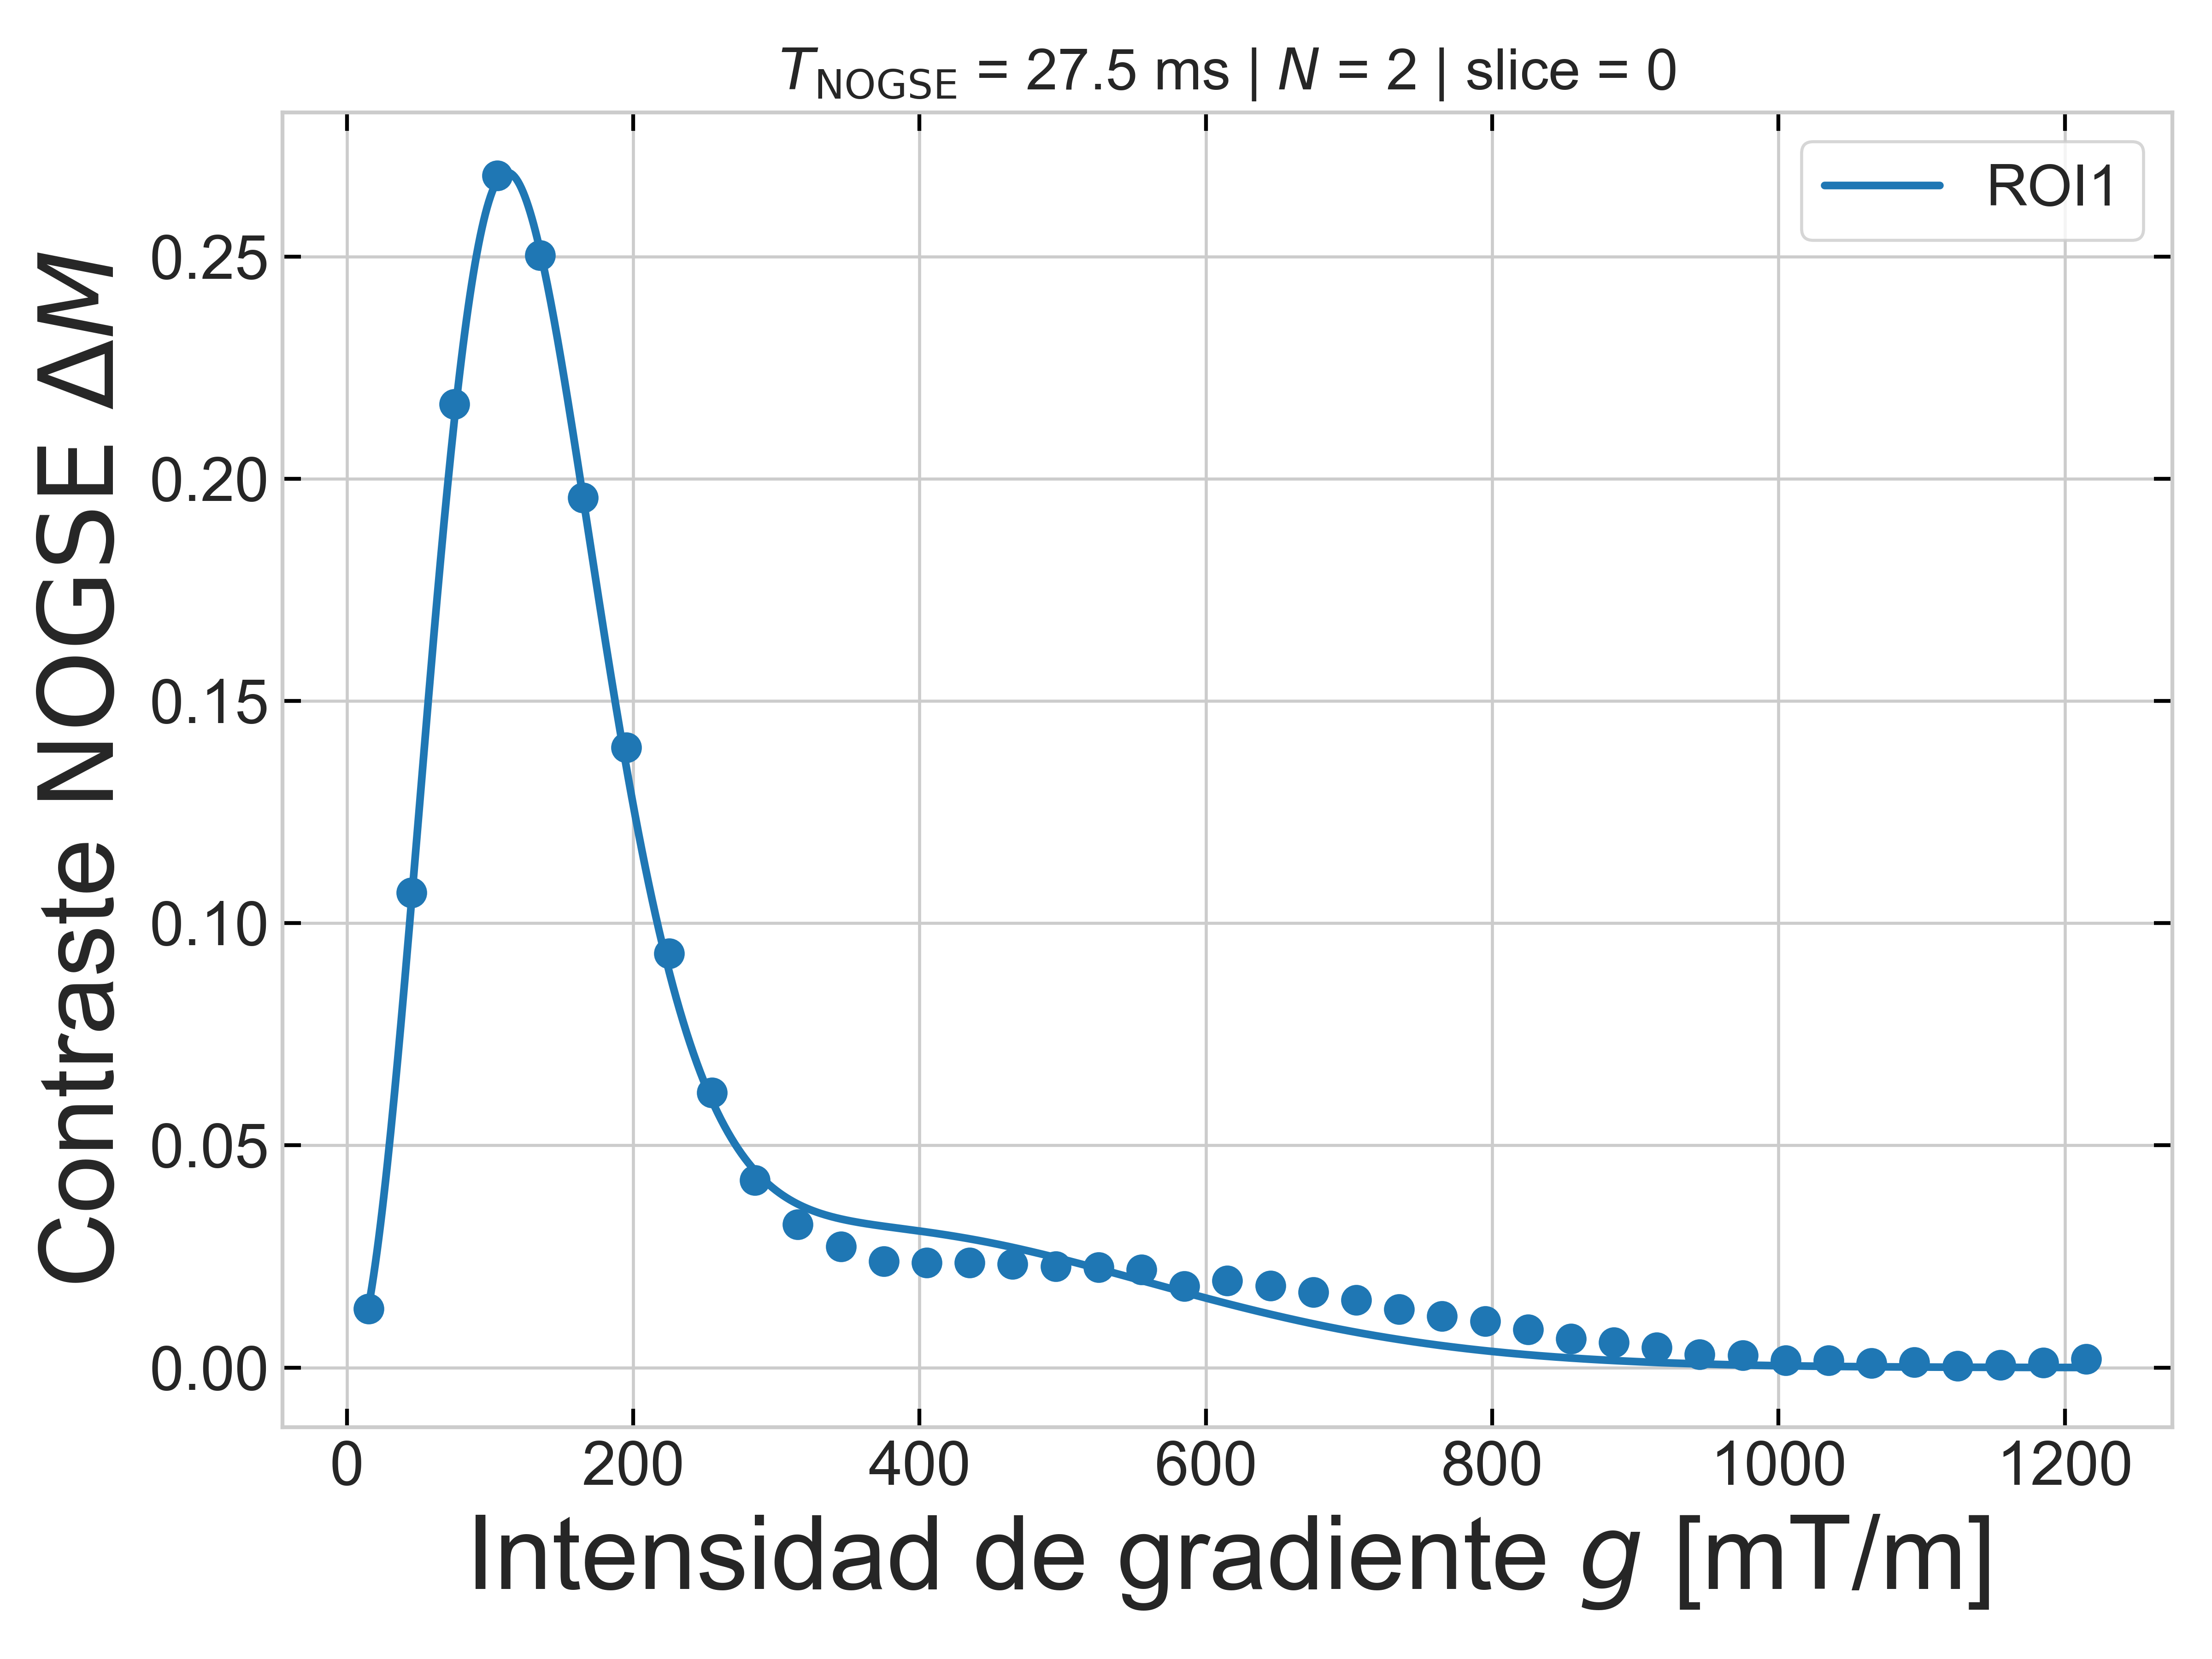 T_NOGSE = 27.5 ms | N = 2 | slice = 0
ROI1
Contraste NOGSE ΔM
0.25
0.20
0.15
0.10
0.05
0.00
0 200 400 600 800 1000 1200
Intensidad de gradiente g [mT/m]